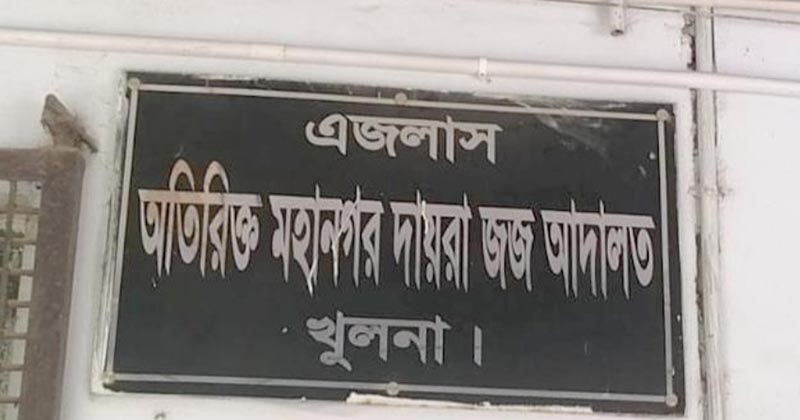 এজলাস
অতিরিক্ত মহানগর দায়রা জজ আদালত
খুলনা।